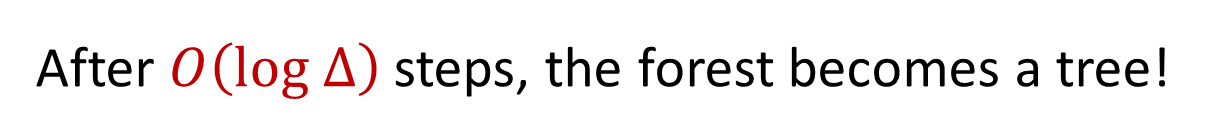 After O(log Δ) steps, the forest becomes a tree!